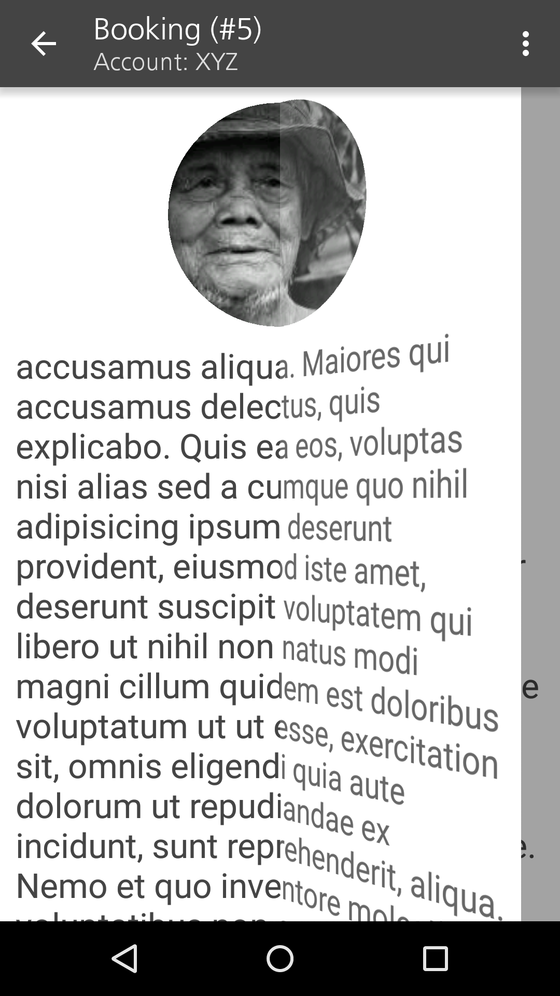 Booking (#5)
Account: XYZ
accusamus aliqua. Maiores qui
accusamus delectus, quis
explicabo. Quis ea eos, voluptas
nisi alias sed a cumque quo nihil
adipisicing ipsum deserunt
provident, eiusmod iste amet,
deserunt suscipit voluptatem qui
libero ut nihil non natus modi
magni cillum quidem est doloribus
voluptatum ut ut esse, exercitation
sit, omnis eligendi quia aute
dolorum ut repudiandae ex
incidunt, sunt reprehenderit, aliqua.
Nemo et quo inventore